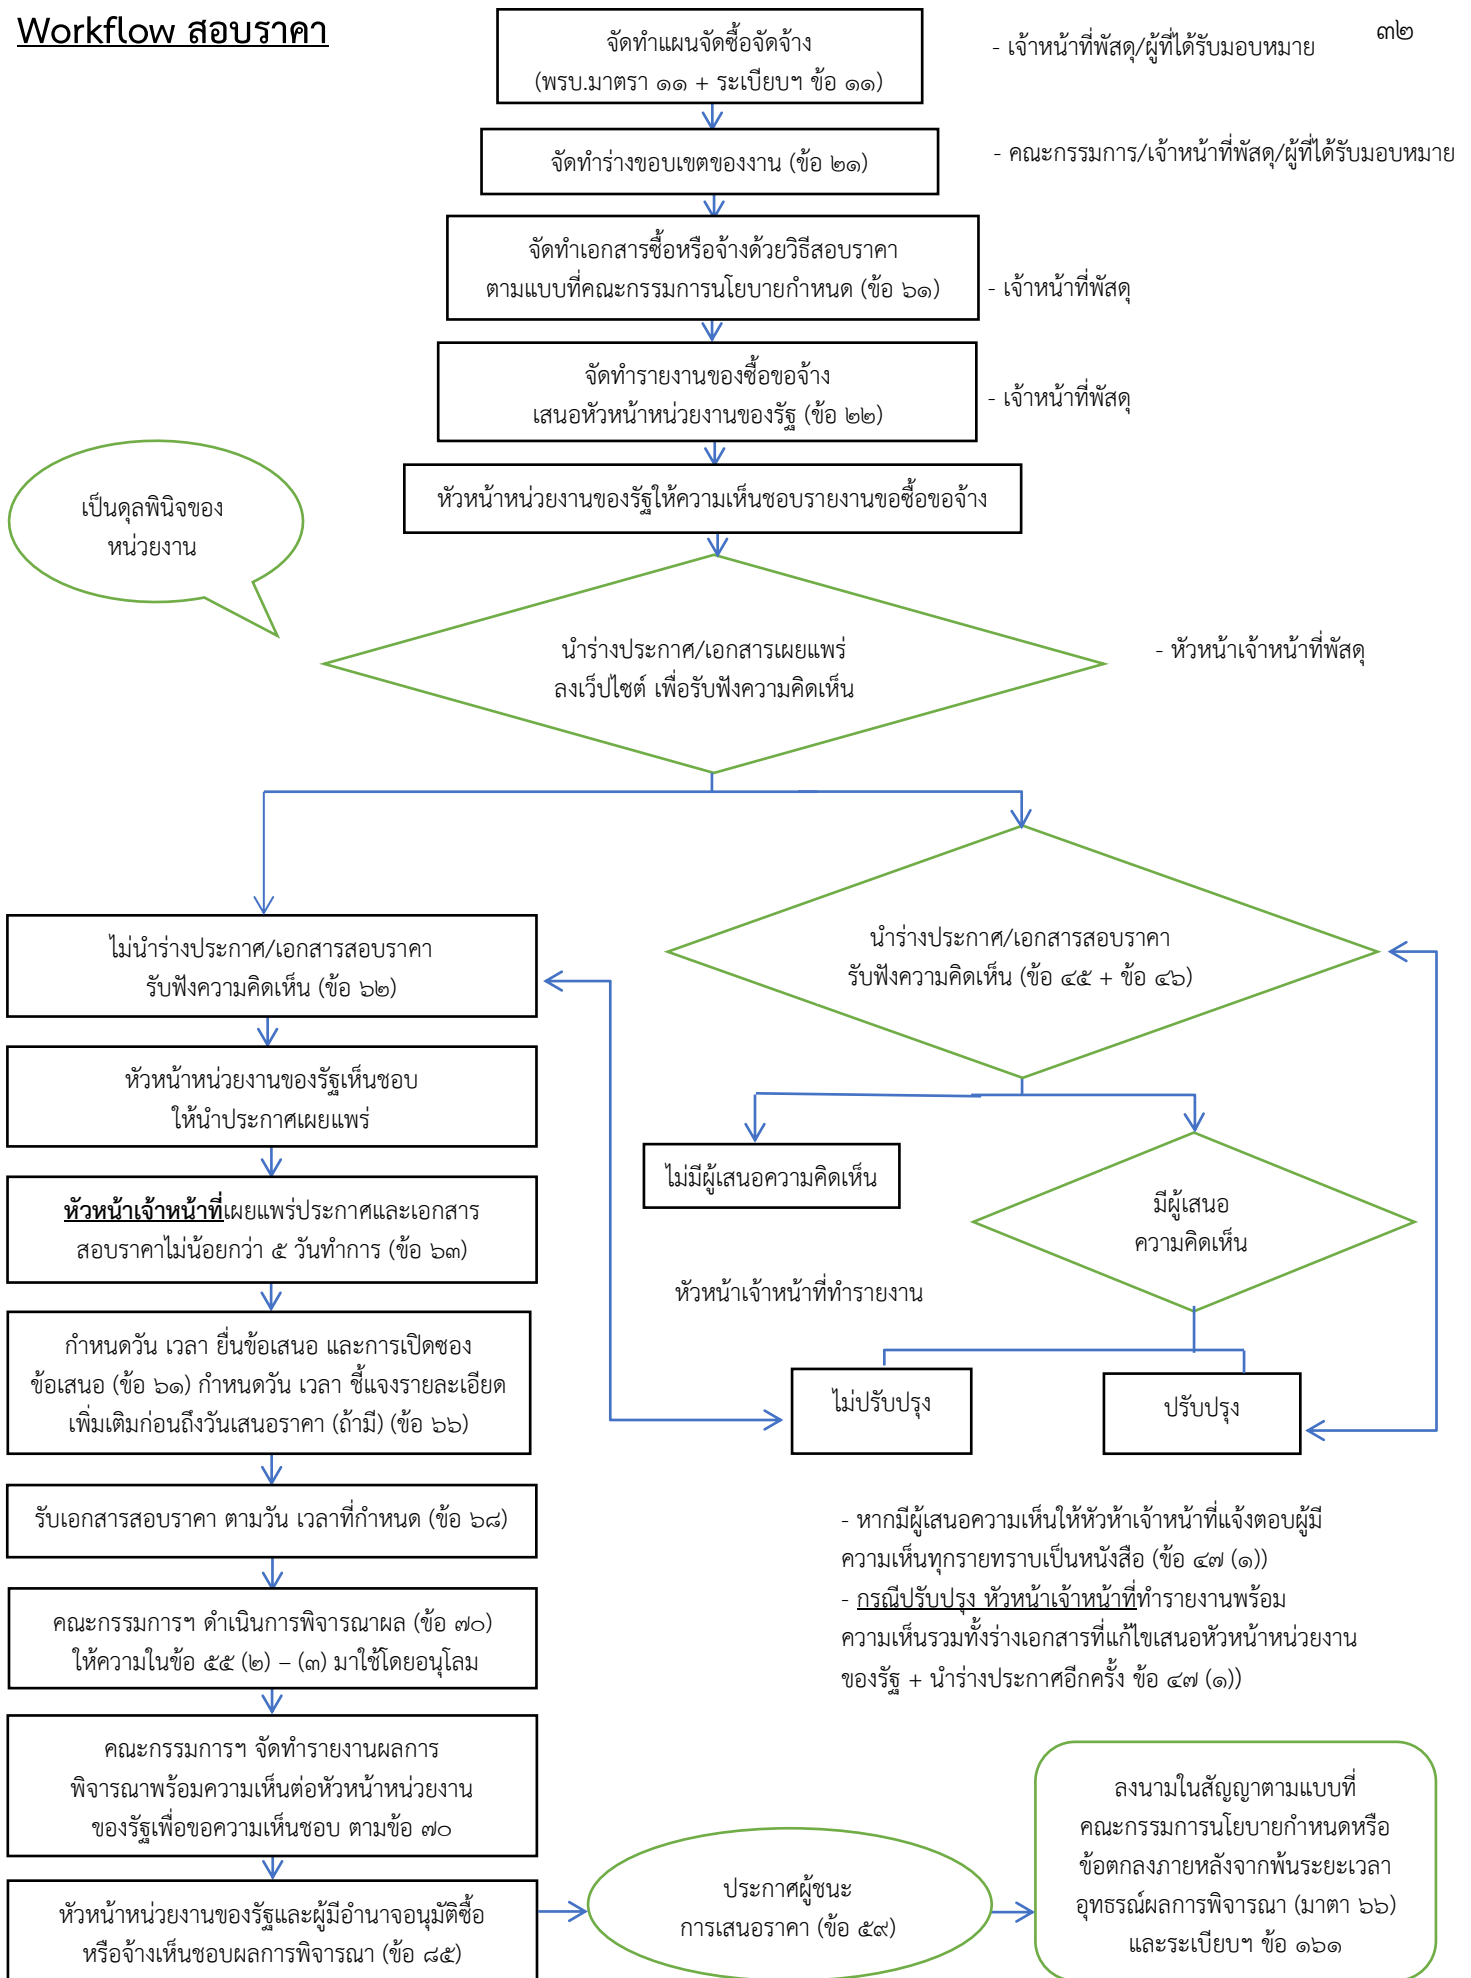 Workflow สอบราคา
๓๒
จัดทำแผนจัดซื้อจัดจ้าง
(พรบ.มาตรา ๑๑ + ระเบียบฯ ข้อ ๑๑)
- เจ้าหน้าที่พัสดุ/ผู้ที่ได้รับมอบหมาย
จัดทำร่างขอบเขตของงาน (ข้อ ๒๑)
- คณะกรรมการ/เจ้าหน้าที่พัสดุ/ผู้ที่ได้รับมอบหมาย
จัดทำเอกสารซื้อหรือจ้างด้วยวิธีสอบราคา
ตามแบบที่คณะกรรมการนโยบายกำหนด (ข้อ ๖๑)
- เจ้าหน้าที่พัสดุ
จัดทำรายงานของซื้อขอจ้าง
เสนอหัวหน้าหน่วยงานของรัฐ (ข้อ ๒๒)
- เจ้าหน้าที่พัสดุ
หัวหน้าหน่วยงานของรัฐให้ความเห็นชอบรายงานขอซื้อขอจ้าง
เป็นดุลพินิจของ
หน่วยงาน
นำร่างประกาศ/เอกสารเผยแพร่
ลงเว็ปไซต์ เพื่อรับฟังความคิดเห็น
- หัวหน้าเจ้าหน้าที่พัสดุ
ไม่นำร่างประกาศ/เอกสารสอบราคา
รับฟังความคิดเห็น (ข้อ ๖๒)
นำร่างประกาศ/เอกสารสอบราคา
รับฟังความคิดเห็น (ข้อ ๔๕ + ข้อ ๔๖)
หัวหน้าหน่วยงานของรัฐเห็นชอบ
ให้นำประกาศเผยแพร่
ไม่มีผู้เสนอความคิดเห็น
มีผู้เสนอ
ความคิดเห็น
หัวหน้าเจ้าหน้าที่เผยแพร่ประกาศและเอกสาร
สอบราคาไม่น้อยกว่า ๕ วันทำการ (ข้อ ๖๓)
หัวหน้าเจ้าหน้าที่ทำรายงาน
กำหนดวัน เวลา ยื่นข้อเสนอ และการเปิดซอง
ข้อเสนอ (ข้อ ๖๑) กำหนดวัน เวลา ชี้แจงรายละเอียด
เพิ่มเติมก่อนถึงวันเสนอราคา (ถ้ามี) (ข้อ ๖๖)
ไม่ปรับปรุง
ปรับปรุง
รับเอกสารสอบราคา ตามวัน เวลาที่กำหนด (ข้อ ๖๘)
- หากมีผู้เสนอความเห็นให้หัวห้าเจ้าหน้าที่แจ้งตอบผู้มี
ความเห็นทุกรายทราบเป็นหนังสือ (ข้อ ๔๗ (๑))
- กรณีปรับปรุง หัวหน้าเจ้าหน้าที่ทำรายงานพร้อม
ความเห็นรวมทั้งร่างเอกสารที่แก้ไขเสนอหัวหน้าหน่วยงาน
ของรัฐ + นำร่างประกาศอีกครั้ง ข้อ ๔๗ (๑))
คณะกรรมการฯ ดำเนินการพิจารณาผล (ข้อ ๗๐)
ให้ความในข้อ ๕๕ (๒) – (๓) มาใช้โดยอนุโลม
คณะกรรมการฯ จัดทำรายงานผลการ
พิจารณาพร้อมความเห็นต่อหัวหน้าหน่วยงาน
ของรัฐเพื่อขอความเห็นชอบ ตามข้อ ๗๐
หัวหน้าหน่วยงานของรัฐและผู้มีอำนาจอนุมัติซื้อ
หรือจ้างเห็นชอบผลการพิจารณา (ข้อ ๘๕)
ประกาศผู้ชนะ
การเสนอราคา (ข้อ ๕๙)
ลงนามในสัญญาตามแบบที่
คณะกรรมการนโยบายกำหนดหรือ
ข้อตกลงภายหลังจากพ้นระยะเวลา
อุทธรณ์ผลการพิจารณา (มาตา ๖๖)
และระเบียบฯ ข้อ ๑๖๑